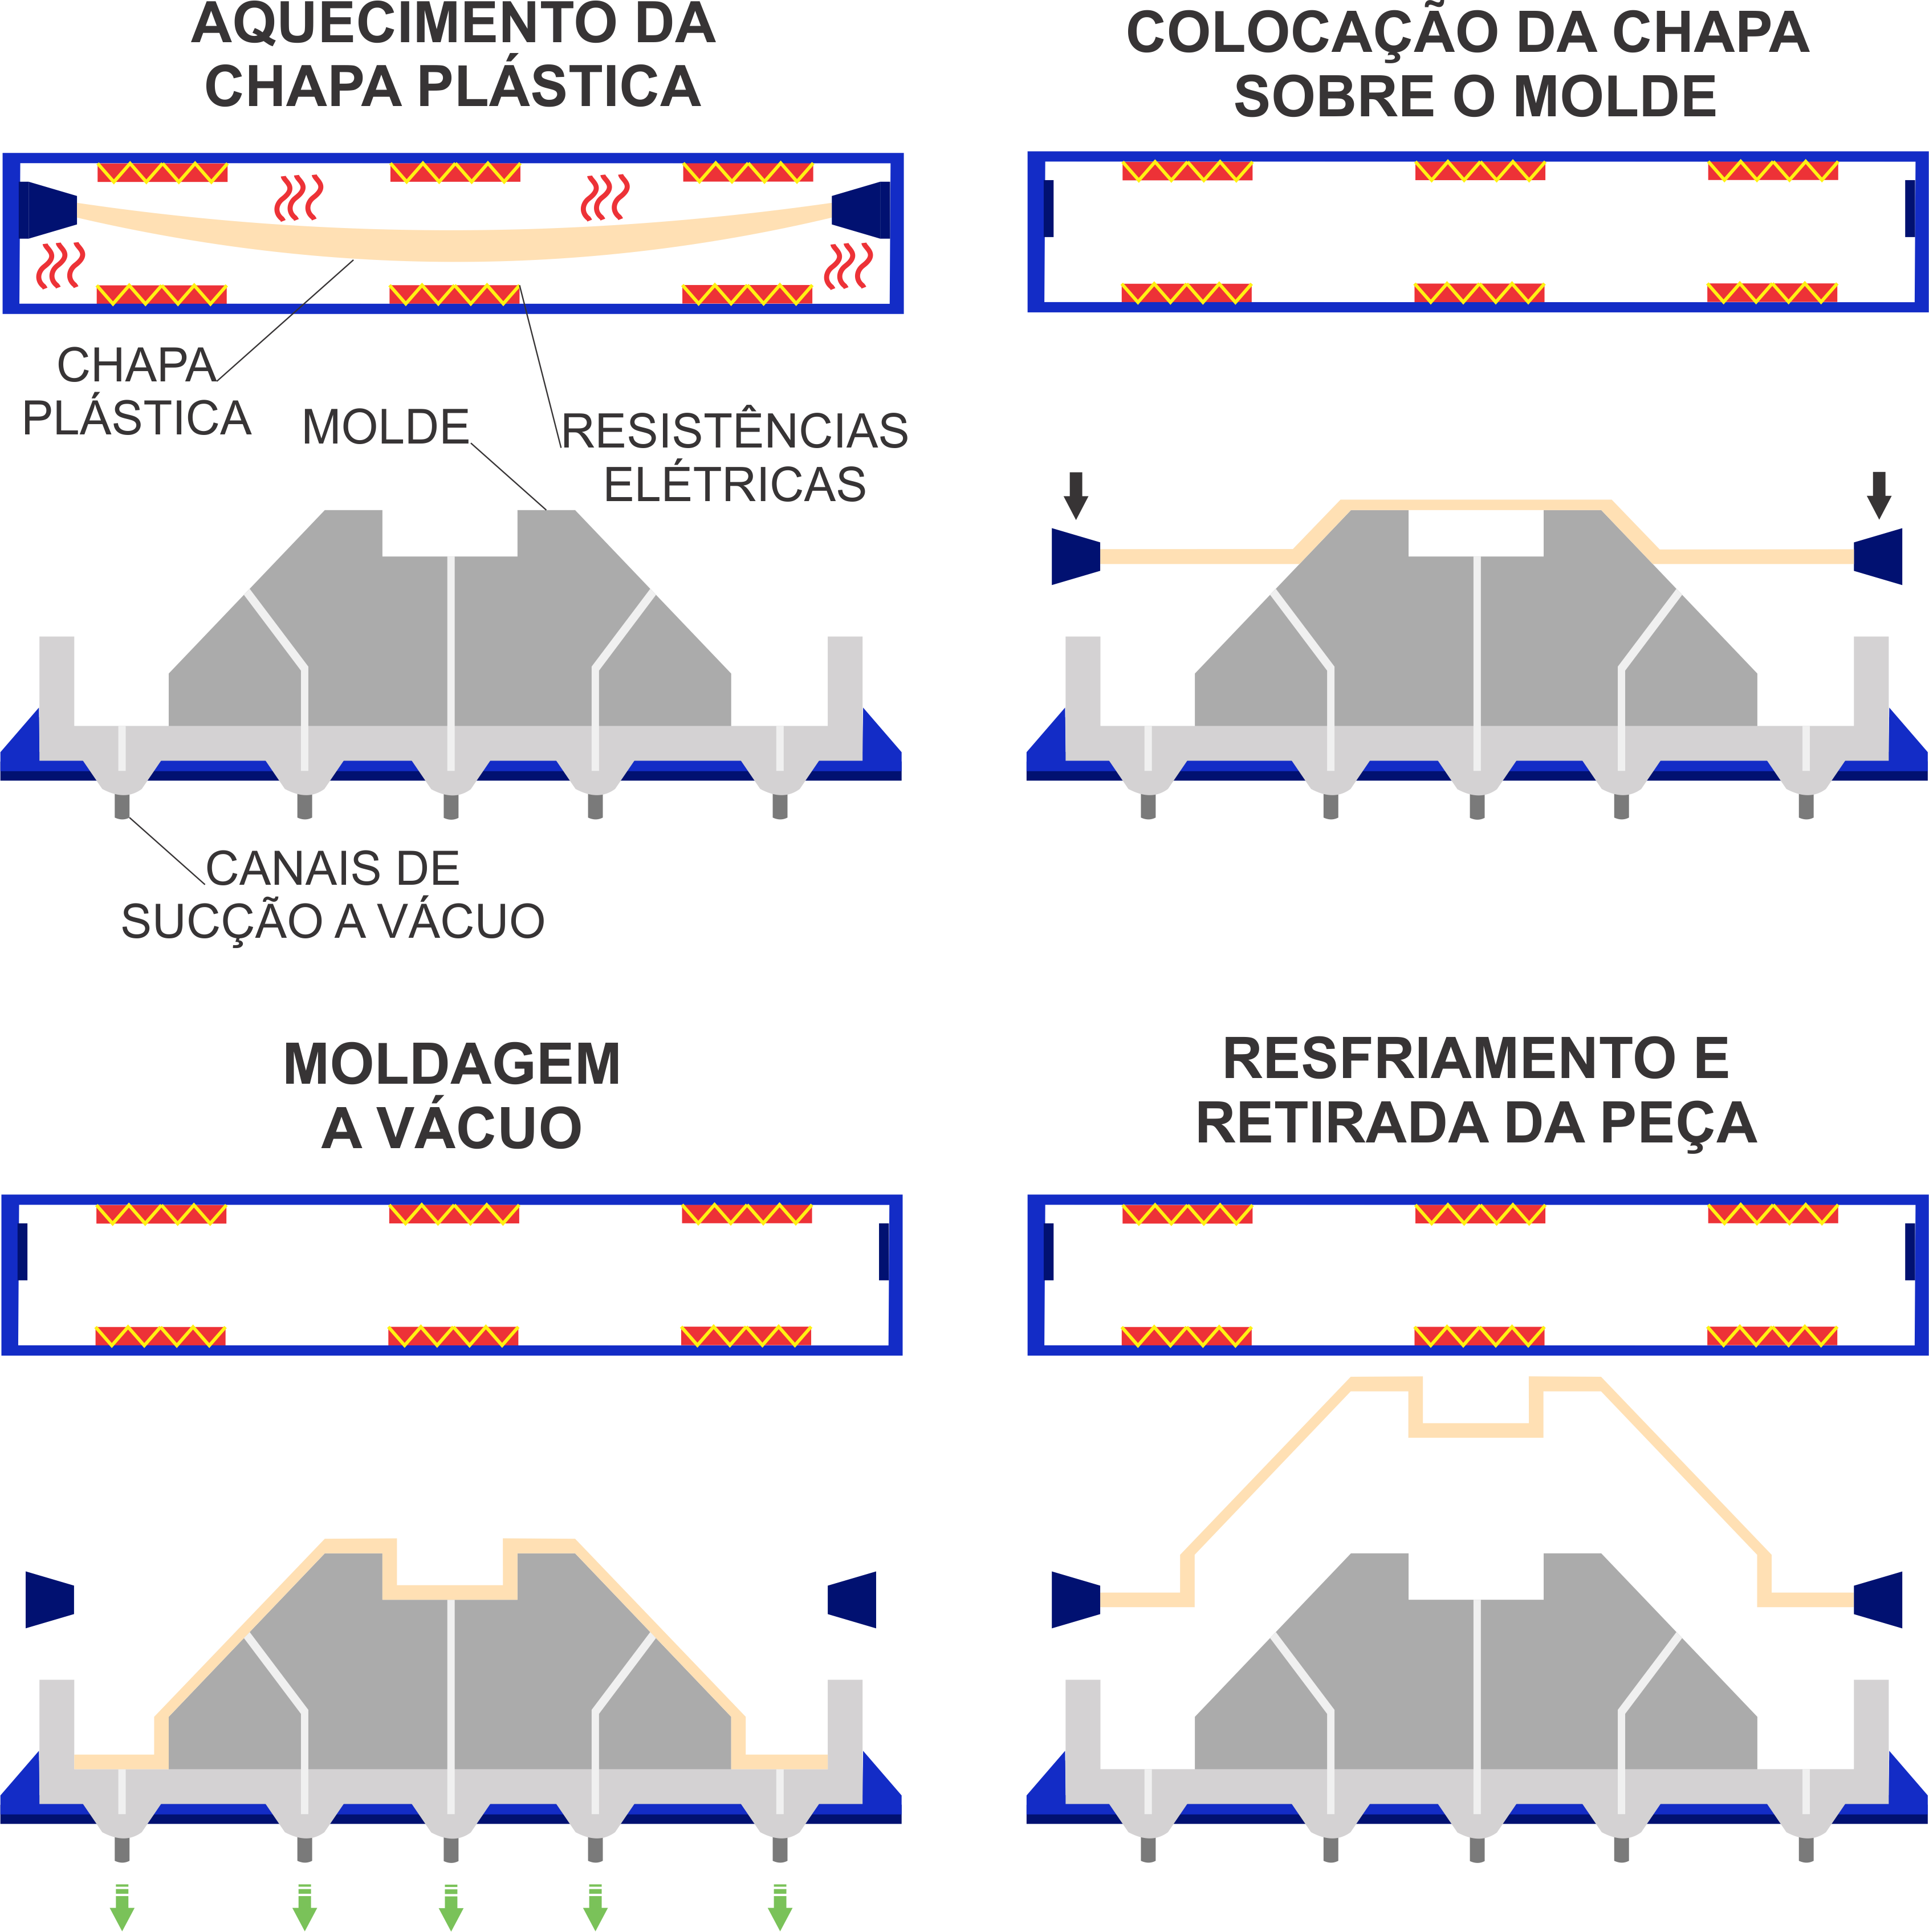 AQUECIMENTO DA
CHAPA PLÁSTICA
COLOCAÇÃO DA CHAPA
SOBRE O MOLDE
CHAPA
PLÁSTICA
MOLDE
RESISTÊNCIAS
ELÉTRICAS
CANAIS DE
SUCÇÃO A VÁCUO
MOLDAGEM
A VÁCUO
RESFRIAMENTO E
RETIRADA DA PEÇA